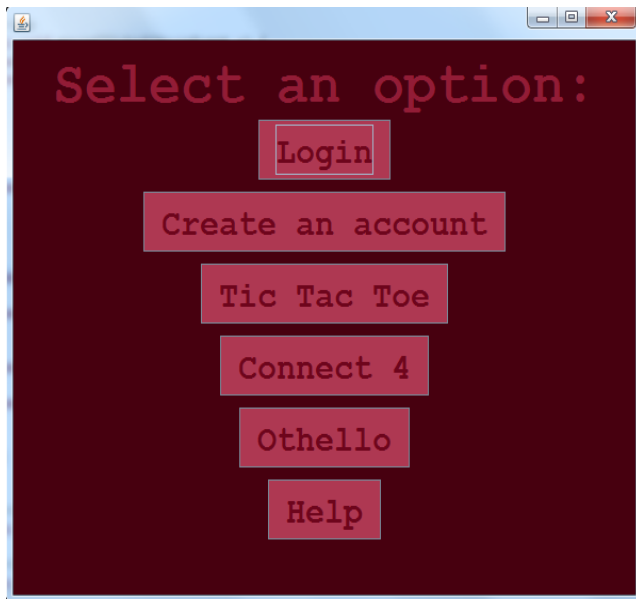 Select an option:
Login
Create an account
Tic Tac Toe
Connect 4
Othello
Help